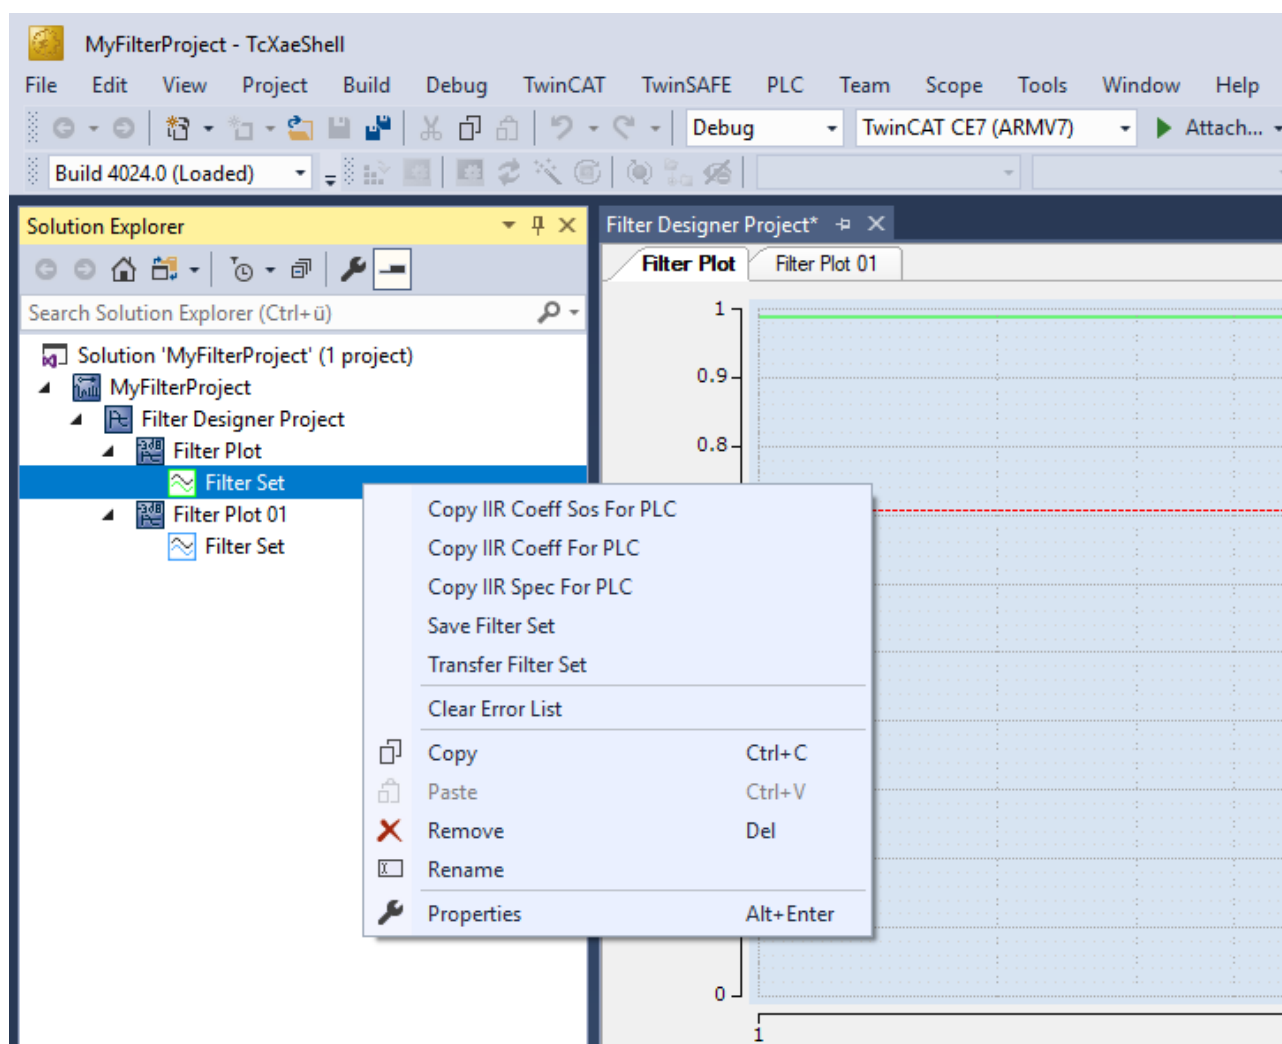 MyFilterProject - TcXaeShell
File Edit View Project Build Debug TwinCAT TwinSAFE PLC Team Scope Tools Window Help
Debug TwinCAT CE7 (ARMV7) Attach...
Build 4024.0 (Loaded)
Solution Explorer
Filter Designer Project*
Filter Plot Filter Plot 01
Search Solution Explorer (Ctrl+ü)
Solution 'MyFilterProject' (1 project)
MyFilterProject
Filter Designer Project
Filter Plot
Filter Set
Filter Plot 01
Filter Set
Copy IIR Coeff Sos For PLC
Copy IIR Coeff For PLC
Copy IIR Spec For PLC
Save Filter Set
Transfer Filter Set
Clear Error List
Copy Ctrl+C
Paste Ctrl+V
Remove Del
Rename
Properties Alt+Enter
1
0.9
0.8
0
1